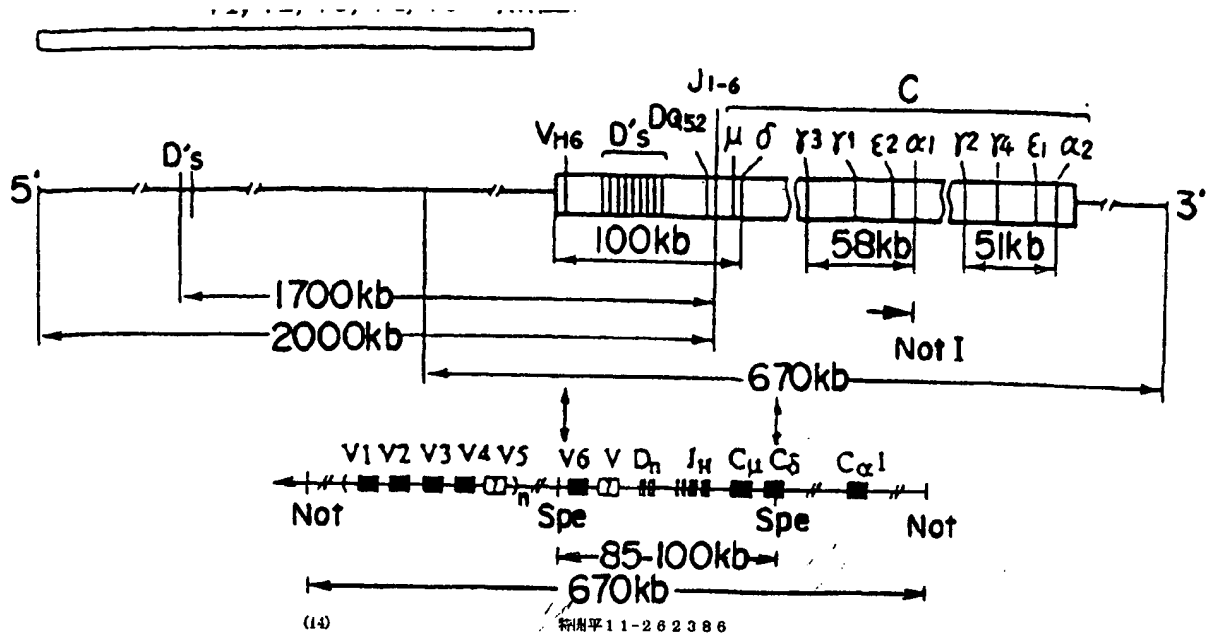 J1-6
C
VH6 D's DQ52 μ δ γ3 γ1 ε2 α1 γ2 γ4 ε1 α2
D's
5' 3'
100kb 58kb 51kb
1700kb
2000kb
Not I
670kb
V1 V2 V3 V4 V5 V6 V Dn JH Cμ Cδ Cα1
n
Not Spe Spe Not
85-100kb
670kb
(14) 特開平11-262386